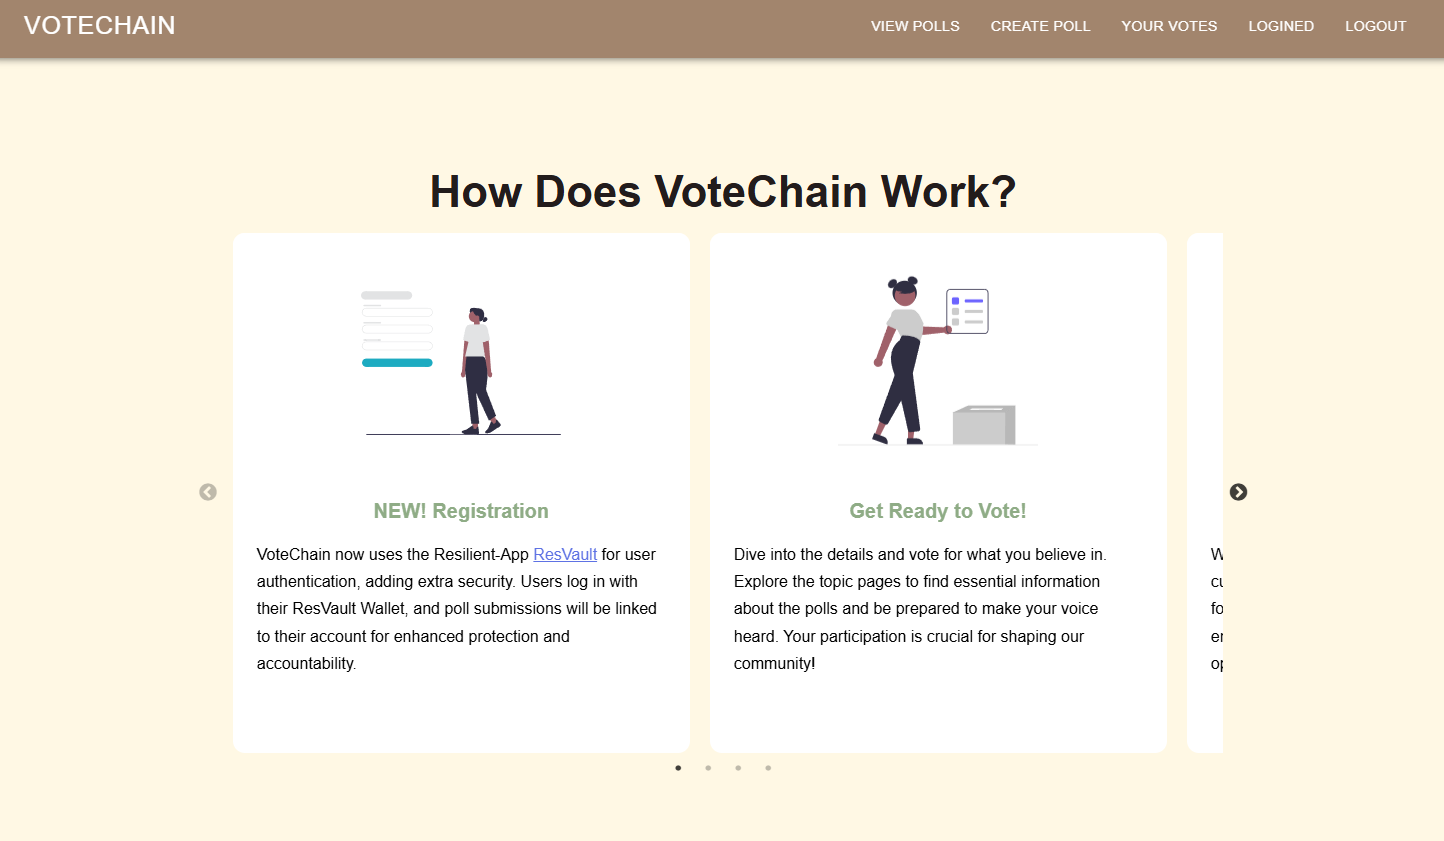 VOTECHAIN
VIEW POLLS
CREATE POLL
YOUR VOTES
LOGINED
LOGOUT
How Does VoteChain Work?
NEW! Registration
VoteChain now uses the Resilient-App ResVault for user
authentication, adding extra security. Users log in with
their ResVault Wallet, and poll submissions will be linked
to their account for enhanced protection and
accountability.
Get Ready to Vote!
Dive into the details and vote for what you believe in.
Explore the topic pages to find essential information
about the polls and be prepared to make your voice
heard. Your participation is crucial for shaping our
community!